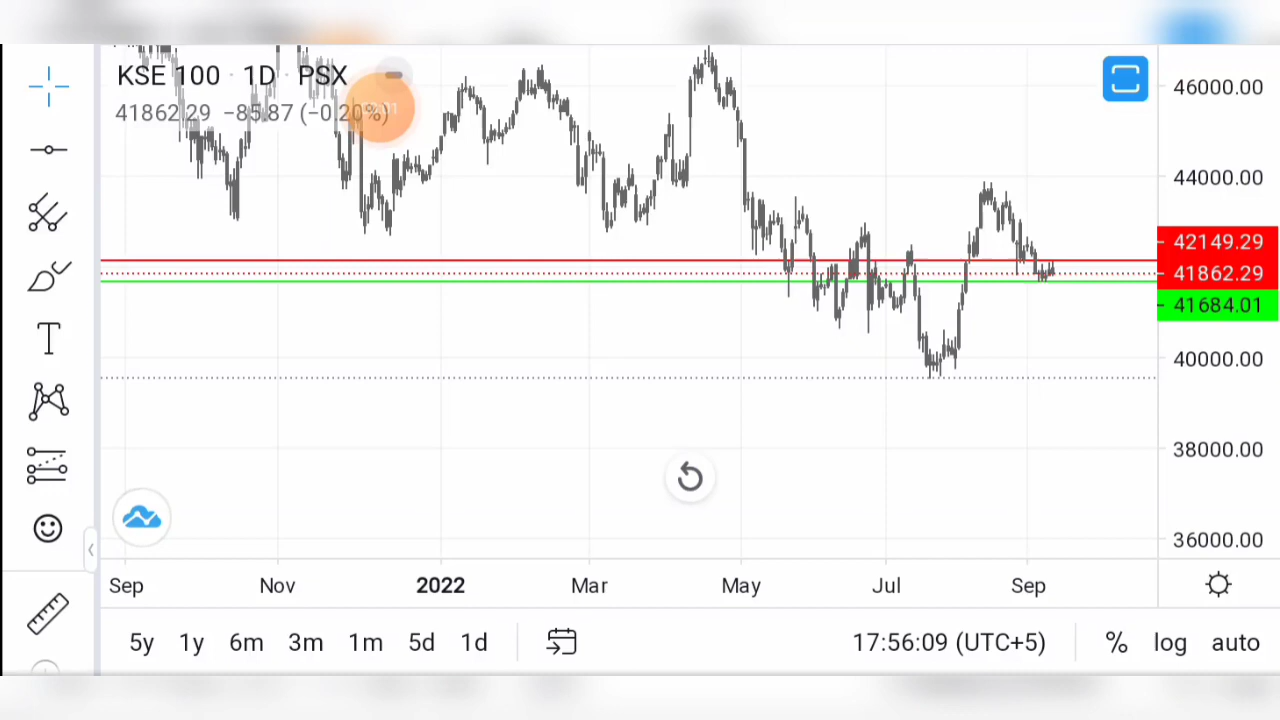 KSE 100 · 1D · PSX
41862.29 −85.87 (−0.20%)
46000.00
44000.00
42149.29
41862.29
41684.01
40000.00
38000.00
36000.00
Sep Nov 2022 Mar May Jul Sep
5y 1y 6m 3m 1m 5d 1d 17:56:09 (UTC+5) % log auto
T